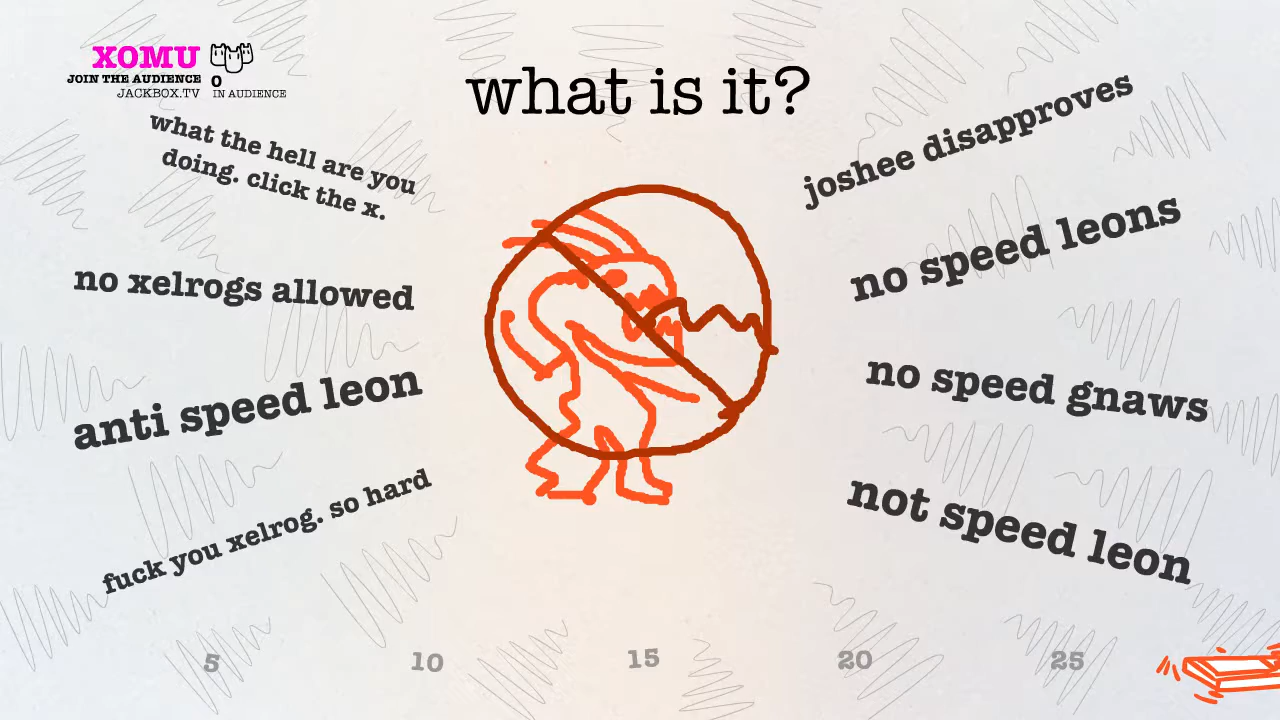 XOMU
JOIN THE AUDIENCE
JACKBOX.TV
0
IN AUDIENCE
what is it?
what the hell are you
doing. click the x.
no xelrogs allowed
anti speed leon
fuck you xelrog. so hard
joshee disapproves
no speed leons
no speed gnaws
not speed leon
5
10
15
20
25